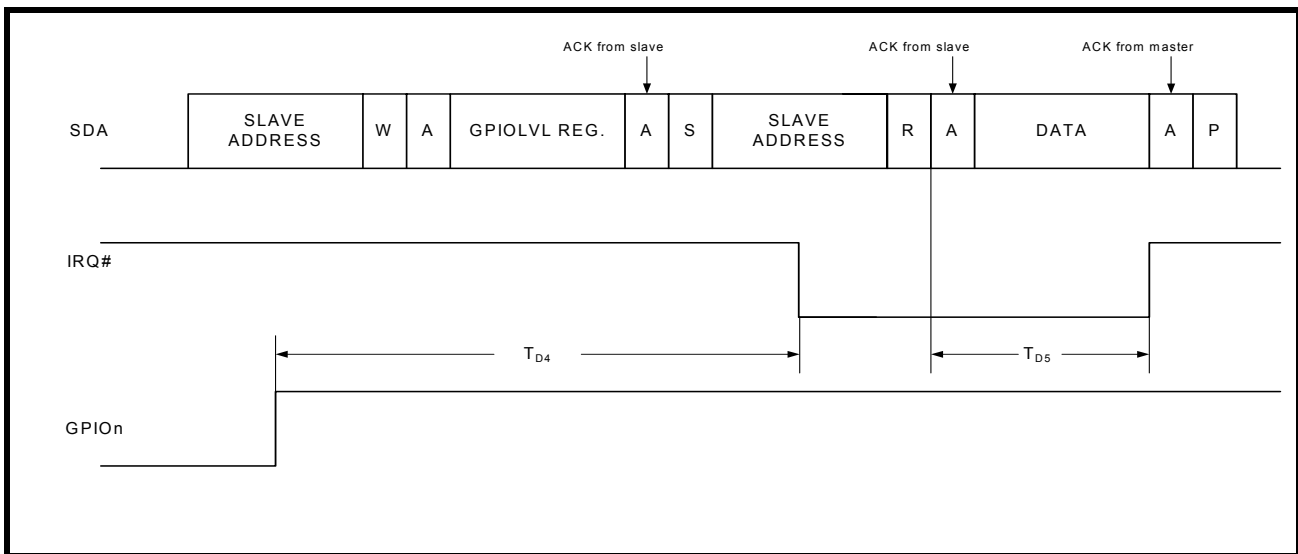 ACK from slave
ACK from slave
ACK from master
SDA
SLAVE ADDRESS
W
A
GPIOLVL REG.
A
S
SLAVE ADDRESS
R
A
DATA
A
P
IRQ#
TD4
TD5
GPIOn